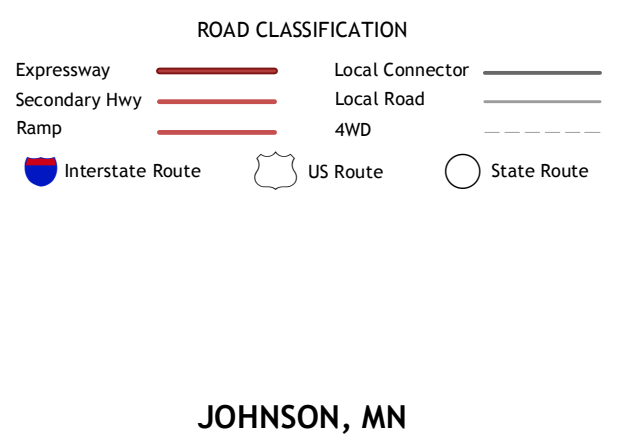 ROAD CLASSIFICATION
Expressway
Local Connector
Secondary Hwy
Local Road
Ramp
4WD
Interstate Route
US Route
State Route
JOHNSON, MN